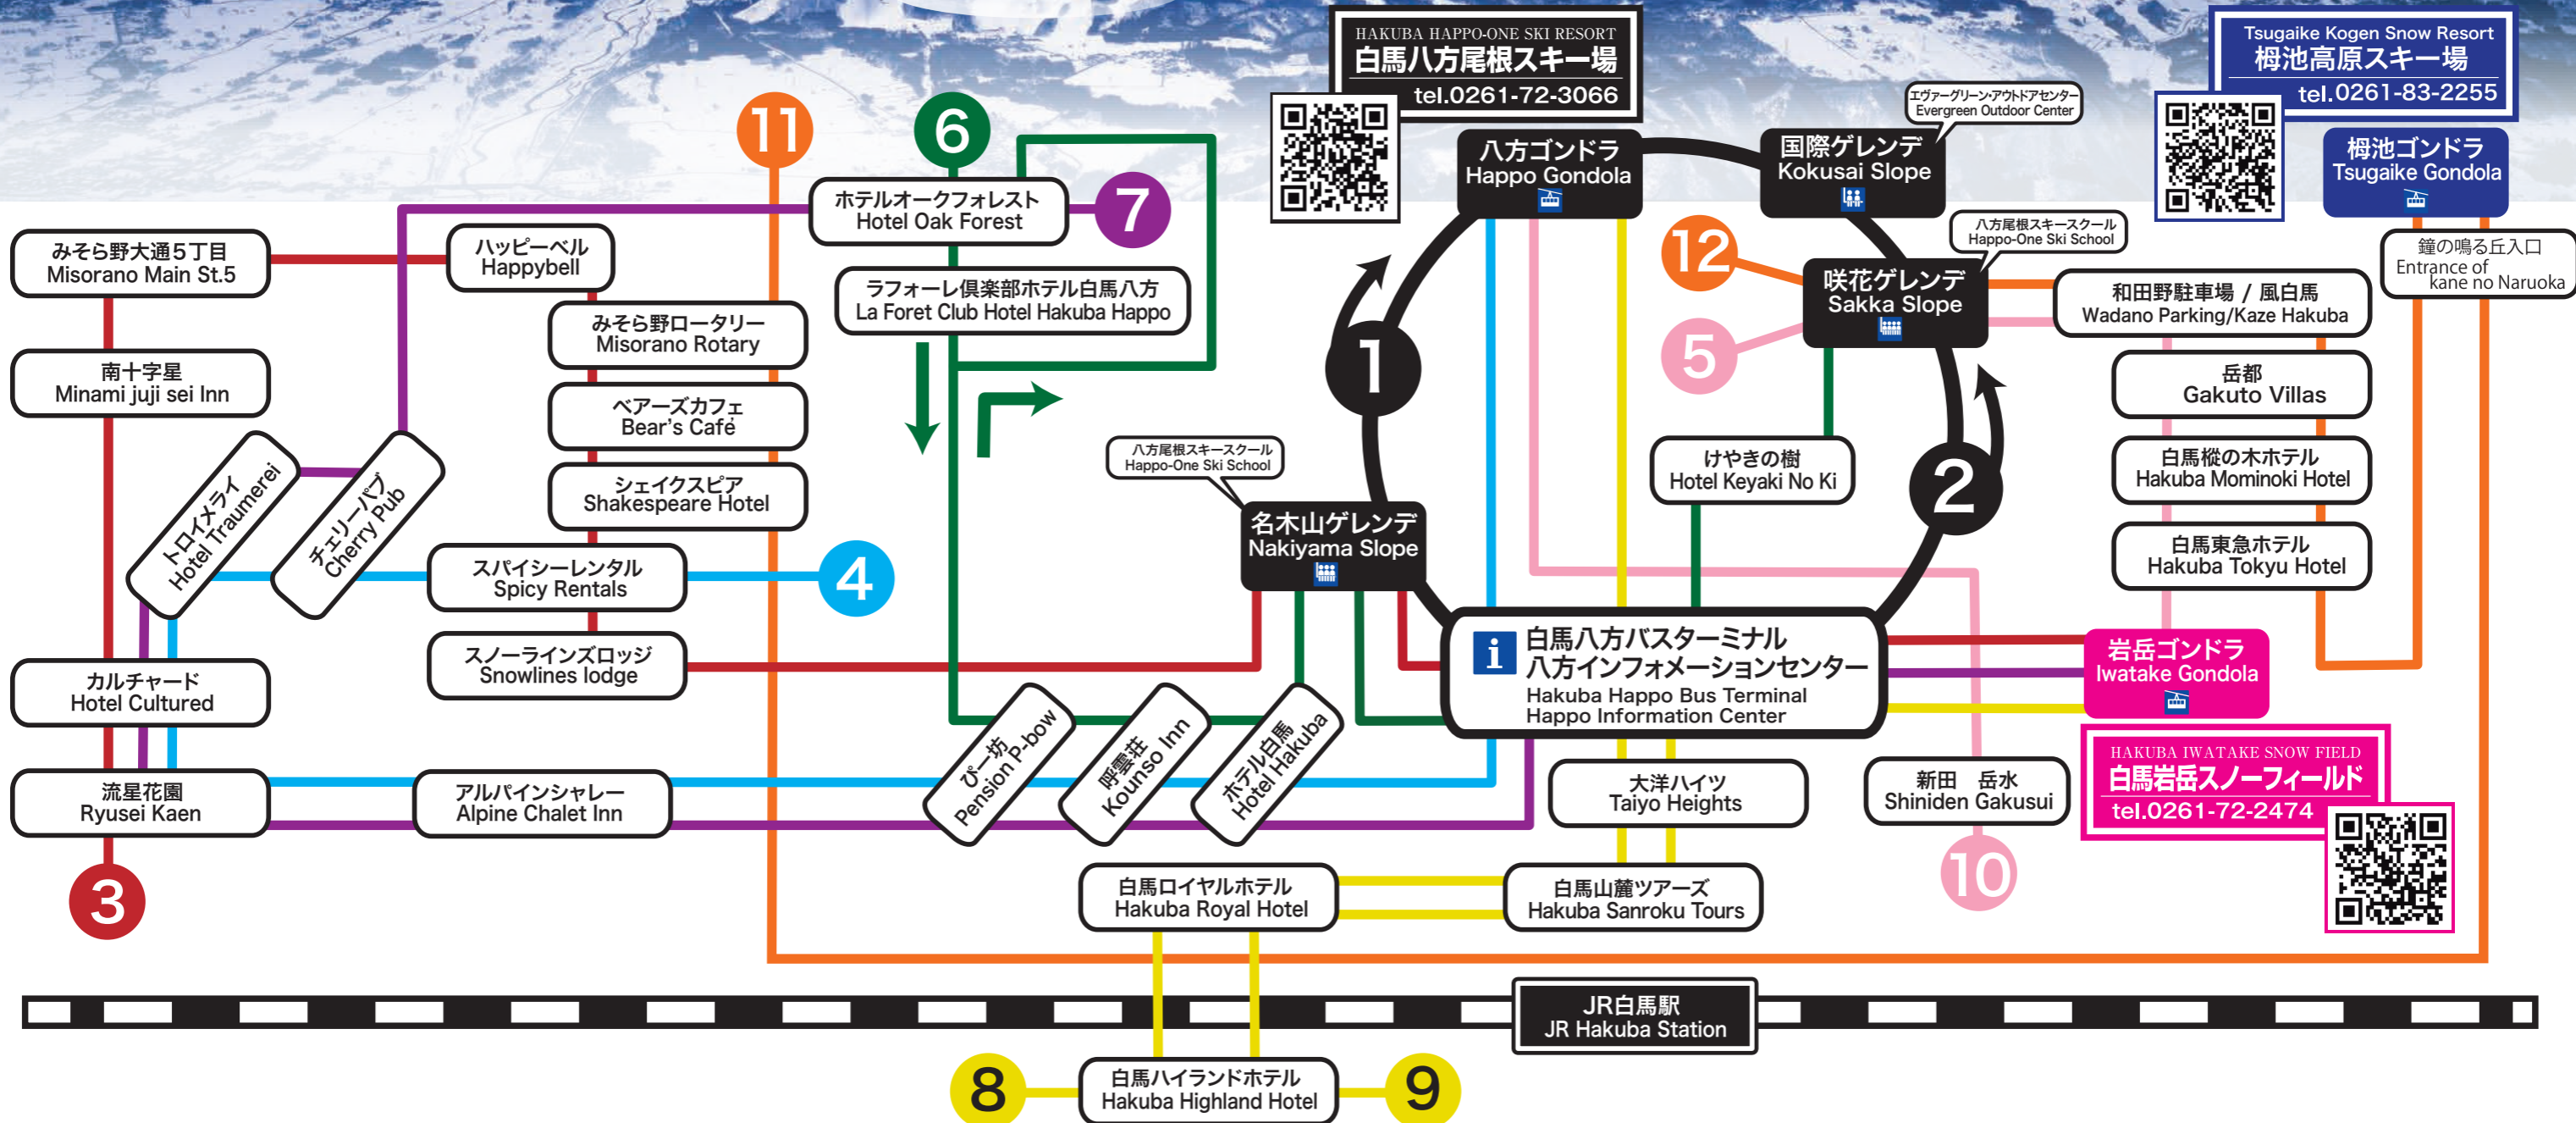 HAKUBA HAPPO-ONE SKI RESORT
白馬八方尾根スキー場
tel.0261-72-3066
Tsugaike Kogen Snow Resort
栂池高原スキー場
tel.0261-83-2255
エヴァーグリーン・アウトドアセンター
Evergreen Outdoor Center
11
6
八方ゴンドラ
Happo Gondola
国際ゲレンデ
Kokusai Slope
栂池ゴンドラ
Tsugaike Gondola
ホテルオークフォレスト
Hotel Oak Forest
7
みそら野大通5丁目
Misorano Main St.5
ハッピーベル
Happybell
12
八方尾根スキースクール
Happo-One Ski School
鐘の鳴る丘入口
Entrance of
kane no Naruoka
ラフォーレ倶楽部ホテル白馬八方
La Foret Club Hotel Hakuba Happo
咲花ゲレンデ
Sakka Slope
和田野駐車場 / 風白馬
Wadano Parking/Kaze Hakuba
みそら野ロータリー
Misorano Rotary
1
5
南十字星
Minami juji sei Inn
岳都
Gakuto Villas
ベアーズカフェ
Bear's Café
八方尾根スキースクール
Happo-One Ski School
けやきの樹
Hotel Keyaki No Ki
2
白馬樅の木ホテル
Hakuba Mominoki Hotel
シェイクスピア
Shakespeare Hotel
トロイメライ
Hotel Traumerei
チェリーパブ
Cherry Pub
名木山ゲレンデ
Nakiyama Slope
白馬東急ホテル
Hakuba Tokyu Hotel
スパイシーレンタル
Spicy Rentals
4
スノーラインズロッジ
Snowlines lodge
白馬八方バスターミナル
八方インフォメーションセンター
Hakuba Happo Bus Terminal
Happo Information Center
岩岳ゴンドラ
Iwatake Gondola
カルチャード
Hotel Cultured
ぴー坊
Pension P-bow
呼雲荘
Kounso Inn
ホテル白馬
Hotel Hakuba
HAKUBA IWATAKE SNOW FIELD
白馬岩岳スノーフィールド
tel.0261-72-2474
流星花園
Ryusei Kaen
アルパインシャレー
Alpine Chalet Inn
大洋ハイツ
Taiyo Heights
新田 岳水
Shiniden Gakusui
3
10
白馬ロイヤルホテル
Hakuba Royal Hotel
白馬山麓ツアーズ
Hakuba Sanroku Tours
JR白馬駅
JR Hakuba Station
8
白馬ハイランドホテル
Hakuba Highland Hotel
9